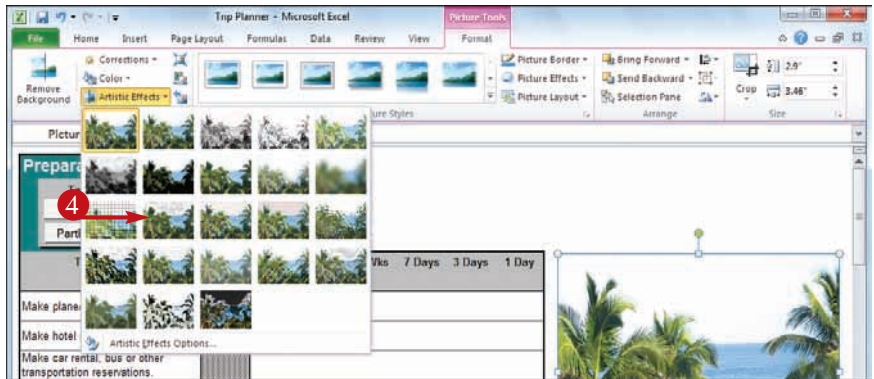 Trip Planner - Microsoft Excel
Picture Tools
File Home Insert Page Layout Formulas Data Review View Format
Remove Background
Corrections
Color
Artistic Effects
Picture Border
Picture Effects
Picture Layout
Bring Forward
Send Backward
Selection Pane
Crop
2.9"
3.46"
Arrange
Size
Styles
4
7 Days 3 Days 1 Day
Make plane
Make hotel
Make car rental, bus or other
transportation reservations.
Artistic Effects Options...